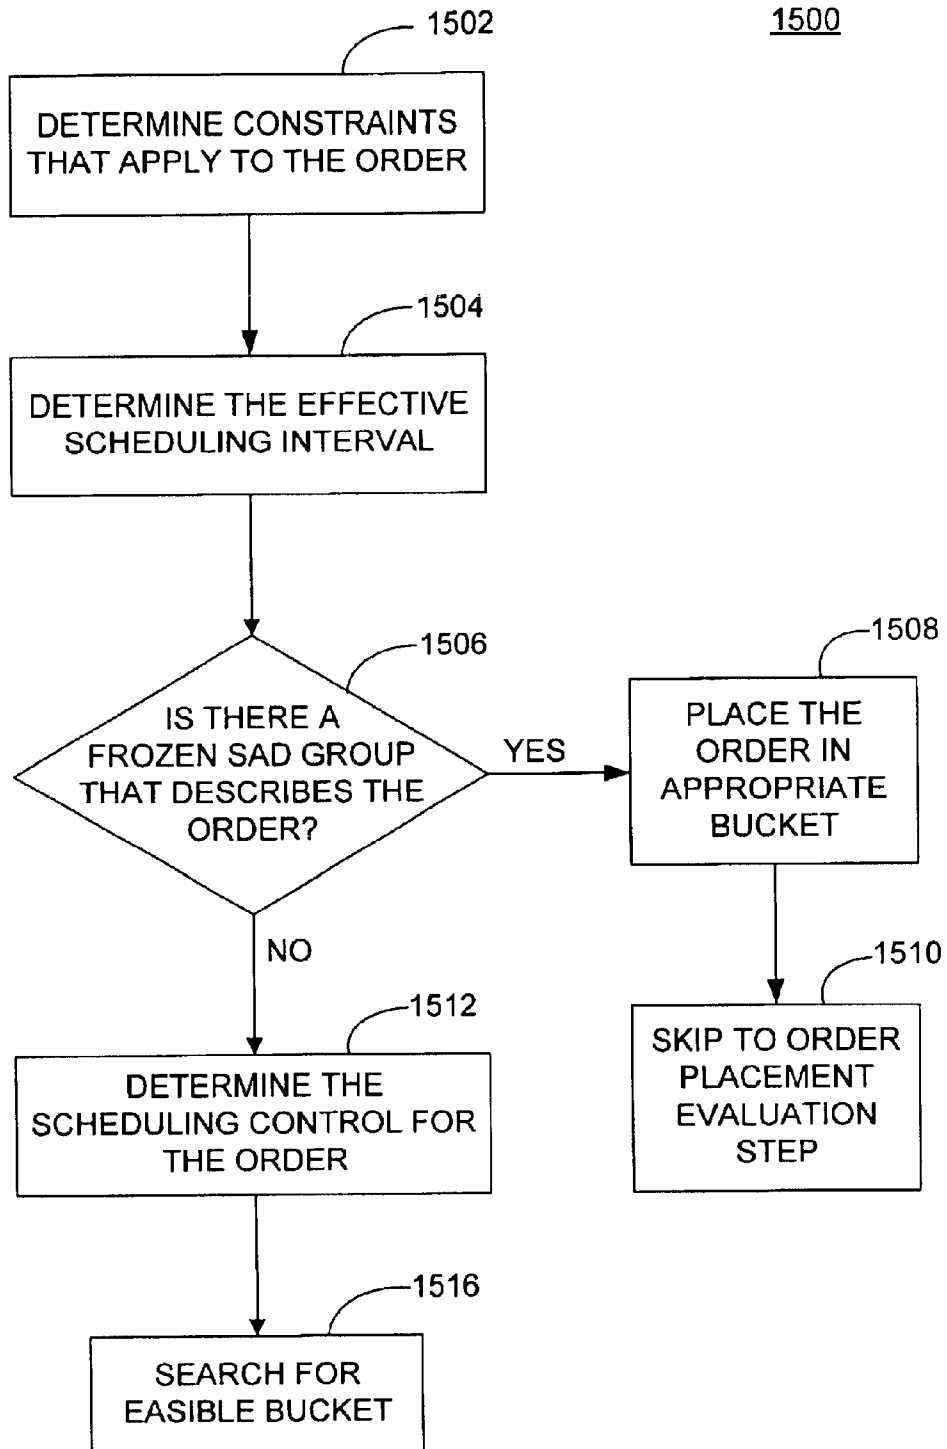 1500
1502
DETERMINE CONSTRAINTS
THAT APPLY TO THE ORDER
1504
DETERMINE THE EFFECTIVE
SCHEDULING INTERVAL
1506
IS THERE A
FROZEN SAD GROUP
THAT DESCRIBES THE
ORDER?
YES
1508
PLACE THE
ORDER IN
APPROPRIATE
BUCKET
1510
SKIP TO ORDER
PLACEMENT
EVALUATION
STEP
NO
1512
DETERMINE THE
SCHEDULING CONTROL FOR
THE ORDER
1516
SEARCH FOR
EASIBLE BUCKET